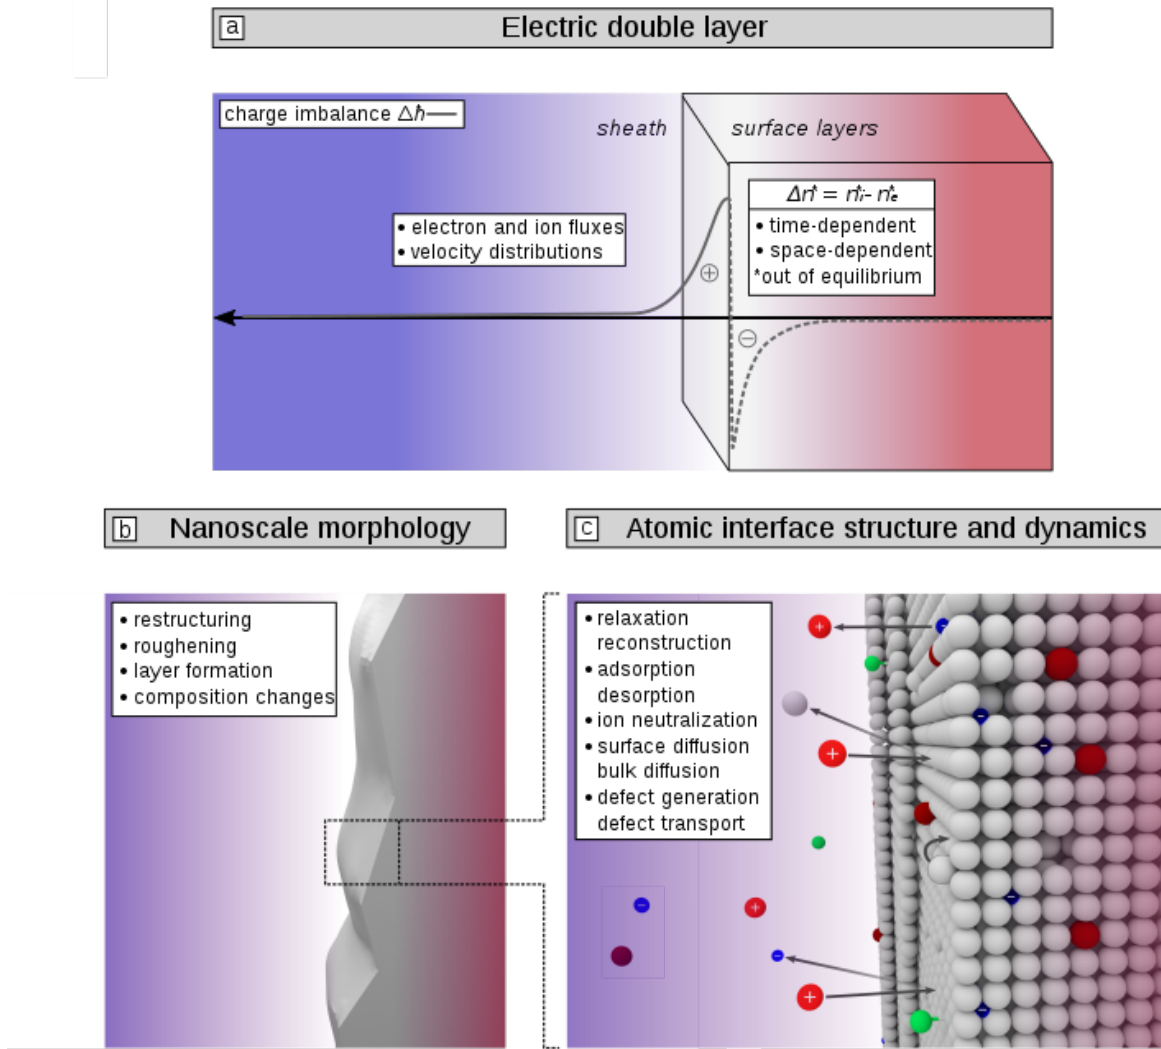 a
Electric double layer
charge imbalance Δħ
sheath
surface layers
• electron and ion fluxes
• velocity distributions
• time-dependent
• space-dependent
*out of equilibrium
+
−
b
Nanoscale morphology
• restructuring
• roughening
• layer formation
• composition changes
c
Atomic interface structure and dynamics
• relaxation
reconstruction
• adsorption
desorption
• ion neutralization
• surface diffusion
bulk diffusion
• defect generation
defect transport